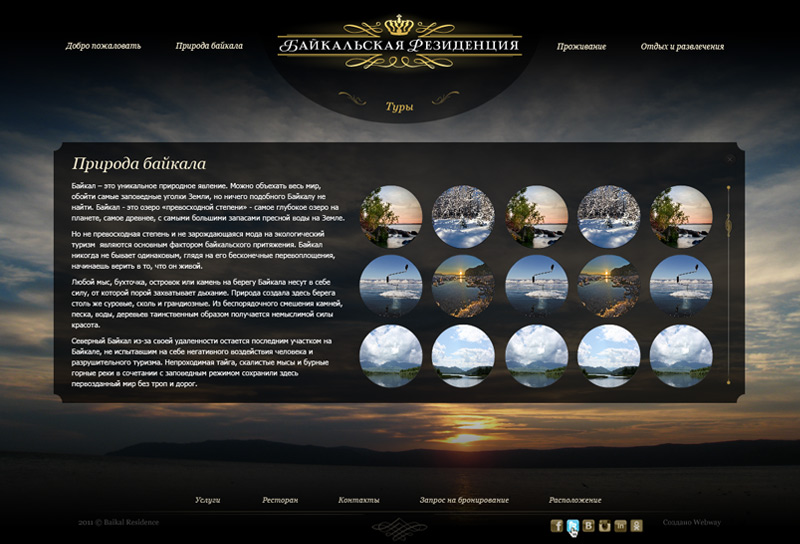 Добро пожаловать
Природа байкала
Байкальская Резиденция
Проживание
Отдых и развлечения
Туры
Природа байкала
Байкал – это уникальное природное явление. Можно объехать весь мир,
обойти самые заповедные уголки Земли, но ничего подобного Байкалу не
найти. Байкал - это озеро «превосходной степени» - самое глубокое озеро на
планете, самое древнее, с самыми большими запасами пресной воды на Земле.
Но не превосходная степень и не зарождающаяся мода на экологический
туризм являются основным фактором байкальского притяжения. Байкал
никогда не бывает одинаковым, глядя на его бесконечные перевоплощения,
начинаешь верить в то, что он живой.
Любой мыс, бухточка, островок или камень на берегу Байкала несут в себе
силу, от которой порой захватывает дыхание. Природа создала здесь берега
столь же суровые, сколь и грандиозные. Из беспорядочного смешения камней,
песка, воды, деревьев таинственным образом получается немыслимой силы
красота.
Северный Байкал из-за своей удаленности остается последним участком на
Байкале, не испытавшим на себе негативного воздействия человека и
разрушительного туризма. Непроходимая тайга, скалистые мысы и бурные
горные реки в сочетании с заповедным режимом сохранили здесь
первозданный мир без троп и дорог.
Услуги
Ресторан
Контакты
Запрос на бронирование
Расположение
2011 © Baikal Residence
Создано Webway